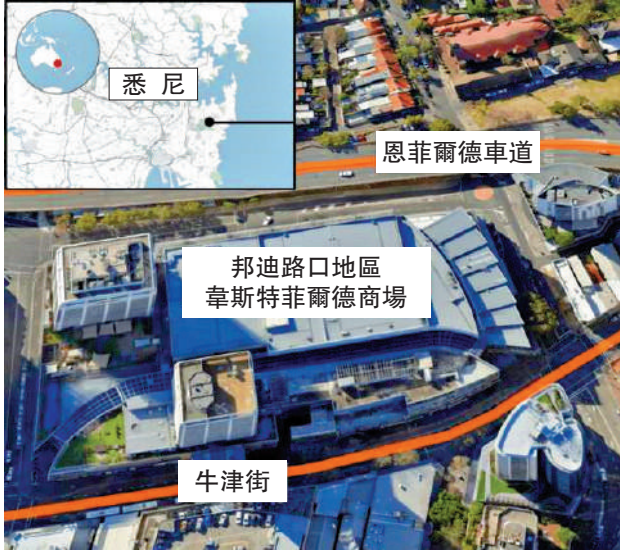 悉尼
恩菲爾德車道
邦迪路口地區
韋斯特菲爾德商場
牛津街